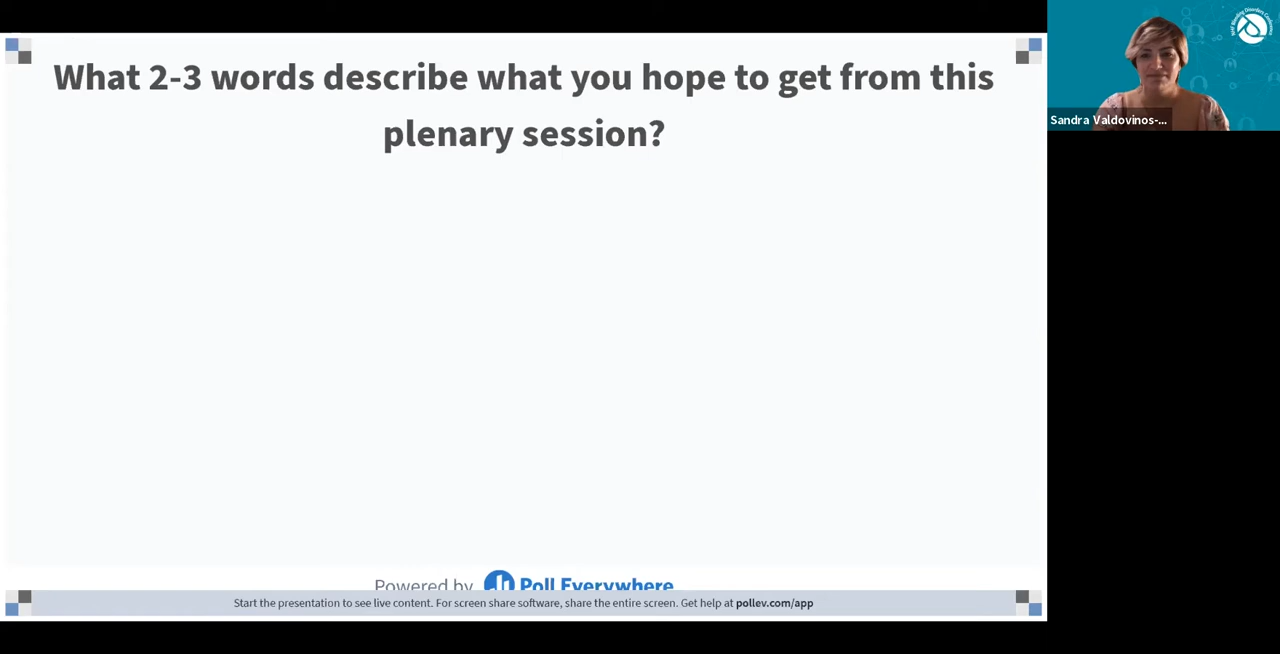 What 2-3 words describe what you hope to get from this
plenary session?
Sandra Valdovinos-...
Powered by Poll Everywhere
Start the presentation to see live content. For screen share software, share the entire screen. Get help at pollev.com/app